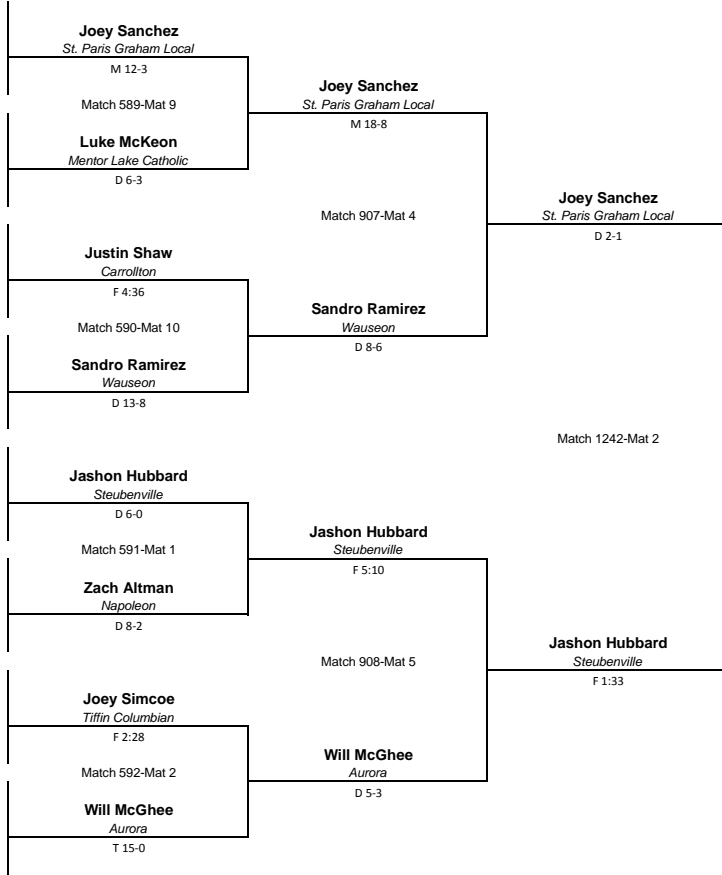 Joey Sanchez
St. Paris Graham Local
M 12-3
Match 589-Mat 9
Luke McKeon
Mentor Lake Catholic
D 6-3
Justin Shaw
Carrollton
F 4:36
Match 590-Mat 10
Sandro Ramirez
Wauseon
D 13-8
Jashon Hubbard
Steubenville
D 6-0
Match 591-Mat 1
Zach Altman
Napoleon
D 8-2
Joey Simcoe
Tiffin Columbian
F 2:28
Match 592-Mat 2
Will McGhee
Aurora
T 15-0
Joey Sanchez
St. Paris Graham Local
M 18-8
Match 907-Mat 4
Sandro Ramirez
Wauseon
D 8-6
Jashon Hubbard
Steubenville
F 5:10
Match 908-Mat 5
Will McGhee
Aurora
D 5-3
Joey Sanchez
St. Paris Graham Local
D 2-1
Match 1242-Mat 2
Jashon Hubbard
Steubenville
F 1:33